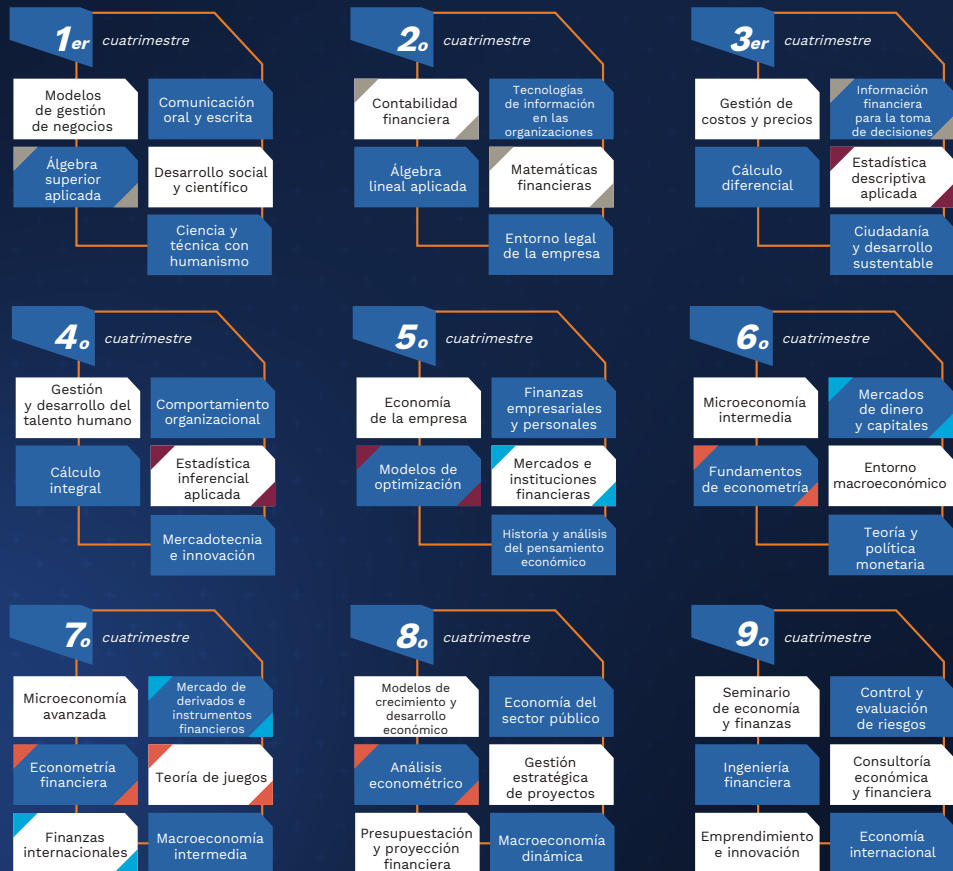 1er cuatrimestre
Modelos
de gestión
de negocios
Comunicación
oral y escrita
Álgebra
superior
aplicada
Desarrollo social
y científico
Ciencia y
técnica con
humanismo
2o cuatrimestre
Contabilidad
financiera
Tecnologías
de información
en las
organizaciones
Álgebra
lineal aplicada
Matemáticas
financieras
Entorno legal
de la empresa
3er cuatrimestre
Gestión de
costos y precios
Información
financiera
para la toma
de decisiones
Cálculo
diferencial
Estadística
descriptiva
aplicada
Ciudadanía
y desarrollo
sustentable
4o cuatrimestre
Gestión
y desarrollo del
talento humano
Comportamiento
organizacional
Cálculo
integral
Estadística
inferencial
aplicada
Mercadotecnia
e innovación
5o cuatrimestre
Economía
de la empresa
Finanzas
empresariales
y personales
Modelos de
optimización
Mercados e
instituciones
financieras
Historia y análisis
del pensamiento
económico
6o cuatrimestre
Microeconomía
intermedia
Mercados
de dinero
y capitales
Fundamentos
de econometría
Entorno
macroeconómico
Teoría y
política
monetaria
7o cuatrimestre
Microeconomía
avanzada
Mercado de
derivados e
instrumentos
financieros
Econometría
financiera
Teoría de juegos
Finanzas
internacionales
Macroeconomía
intermedia
8o cuatrimestre
Modelos de
crecimiento y
desarrollo
económico
Economía del
sector público
Análisis
econométrico
Gestión
estratégica
de proyectos
Presupuestación
y proyección
financiera
Macroeconomía
dinámica
9o cuatrimestre
Seminario
de economía
y finanzas
Control y
evaluación
de riesgos
Ingeniería
financiera
Consultoría
económica
y financiera
Emprendimiento
e innovación
Economía
internacional